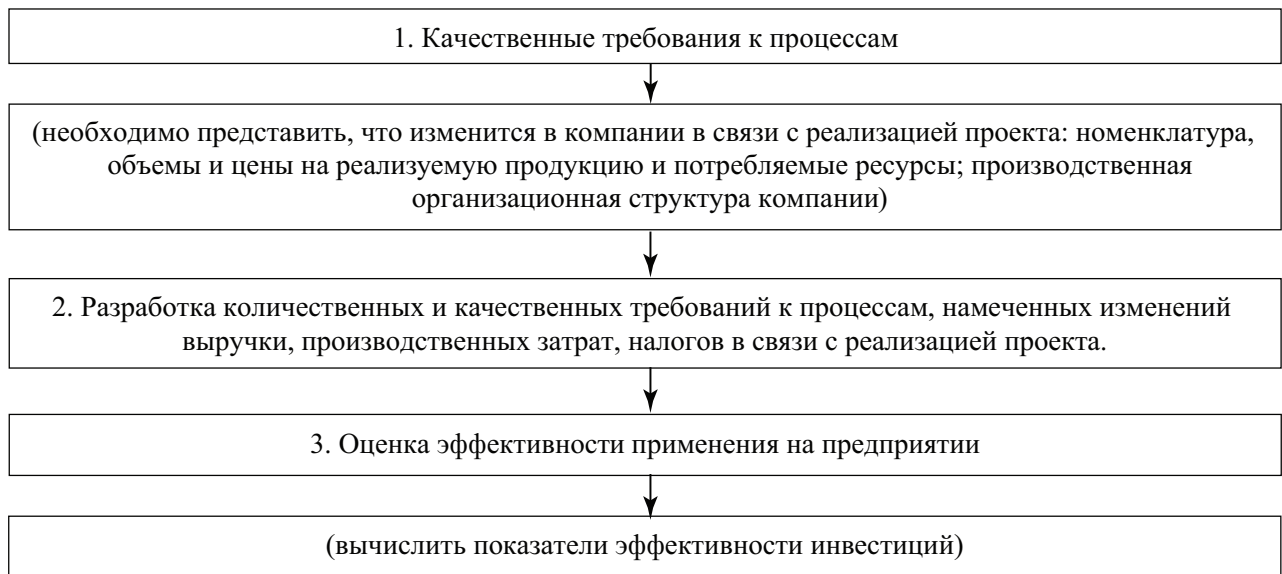 1. Качественные требования к процессам
(необходимо представить, что изменится в компании в связи с реализацией проекта: номенклатура,
объемы и цены на реализуемую продукцию и потребляемые ресурсы; производственная
организационная структура компании)
2. Разработка количественных и качественных требований к процессам, намеченных изменений
выручки, производственных затрат, налогов в связи с реализацией проекта.
3. Оценка эффективности применения на предприятии
(вычислить показатели эффективности инвестиций)